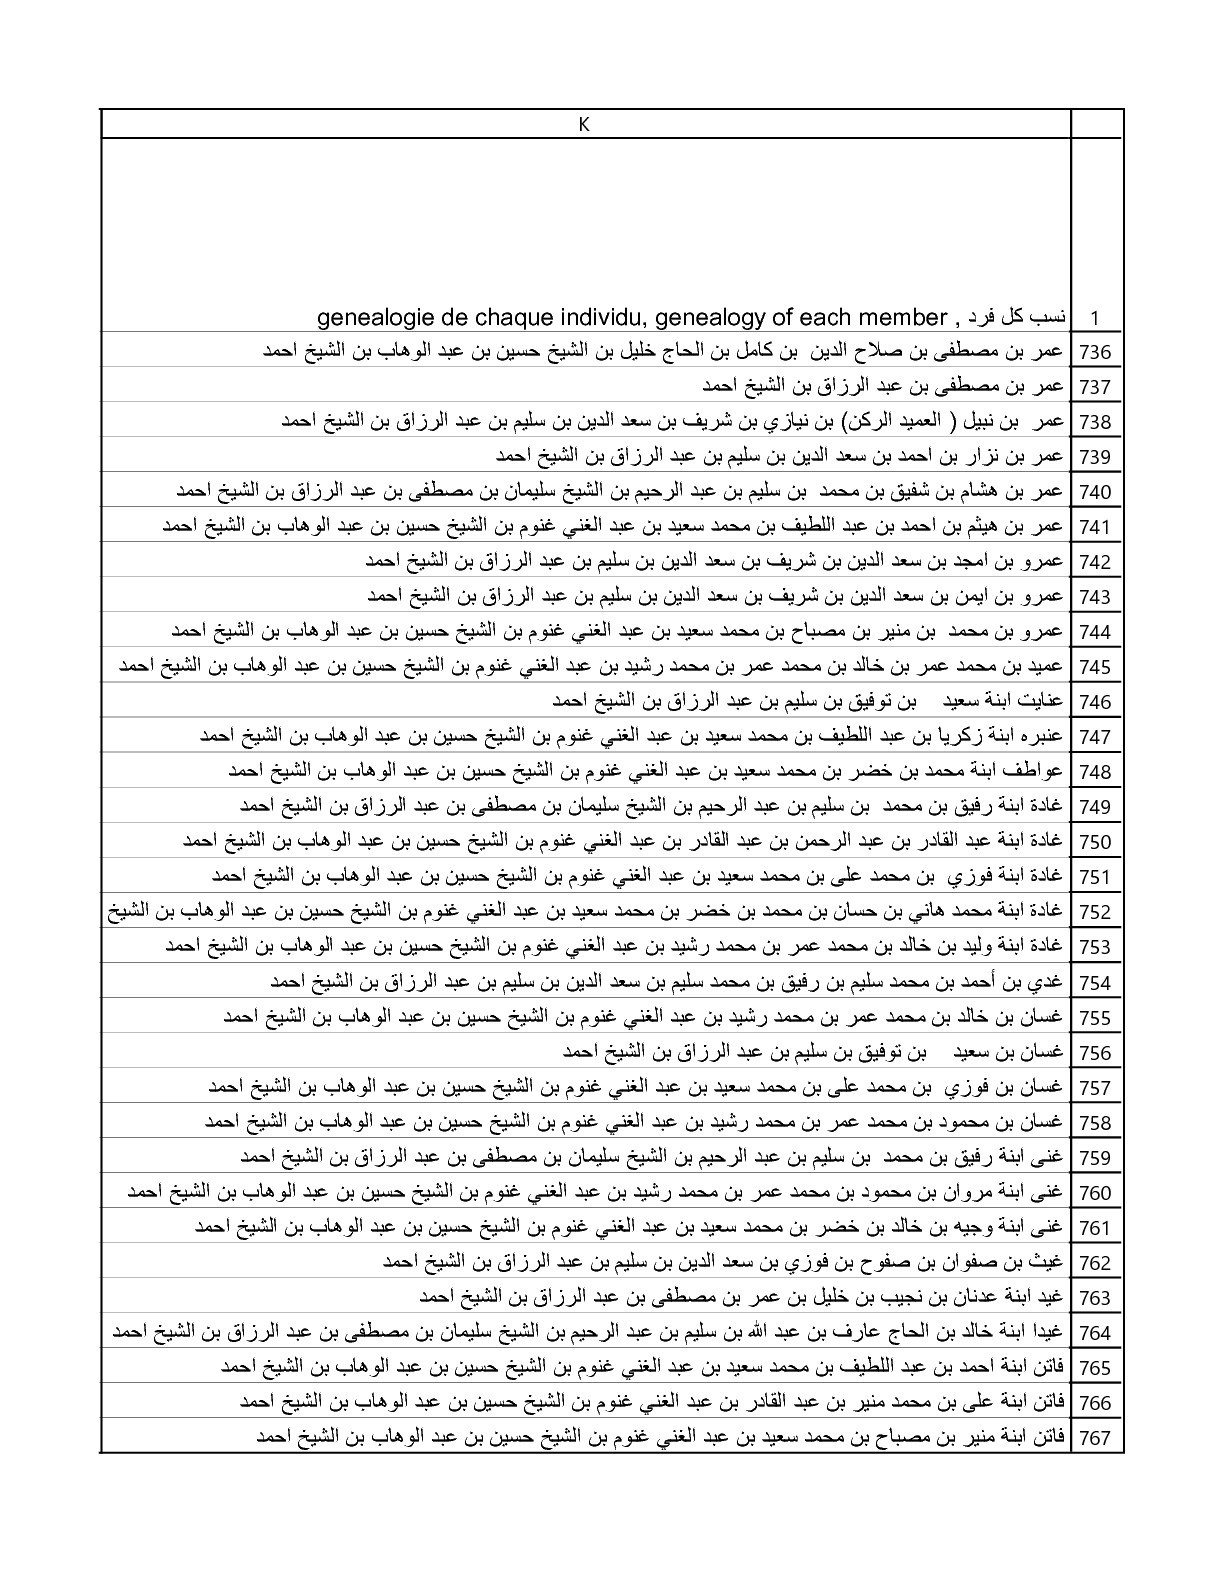 K
1 نسب كل فرد , genealogie de chaque individu, genealogy of each member
736 عمر بن مصطفى بن صلاح الدين بن كامل بن الحاج خليل بن الشيخ حسين بن عبد الوهاب بن الشيخ احمد
737 عمر بن مصطفى بن عبد الرزاق بن الشيخ احمد
738 عمر بن نبيل ( العميد الركن) بن نيازي بن شريف بن سعد الدين بن سليم بن عبد الرزاق بن الشيخ احمد
739 عمر بن نزار بن احمد بن سعد الدين بن سليم بن عبد الرزاق بن الشيخ احمد
740 عمر بن هشام بن شفيق بن محمد بن سليم بن عبد الرحيم بن الشيخ سليمان بن مصطفى بن عبد الرزاق بن الشيخ احمد
741 عمر بن هيثم بن احمد بن عبد اللطيف بن محمد سعيد بن عبد الغني غنوم بن الشيخ حسين بن عبد الوهاب بن الشيخ احمد
742 عمرو بن امجد بن سعد الدين بن شريف بن سعد الدين بن سليم بن عبد الرزاق بن الشيخ احمد
743 عمرو بن ايمن بن سعد الدين بن شريف بن سعد الدين بن سليم بن عبد الرزاق بن الشيخ احمد
744 عمرو بن محمد بن منير بن مصباح بن محمد سعيد بن عبد الغني غنوم بن الشيخ حسين بن عبد الوهاب بن الشيخ احمد
745 عميد بن محمد عمر بن خالد بن محمد عمر بن محمد رشيد بن عبد الغني غنوم بن الشيخ حسين بن عبد الوهاب بن الشيخ احمد
746 عنايت ابنة سعيد بن توفيق بن سليم بن عبد الرزاق بن الشيخ احمد
747 عنبره ابنة زكريا بن عبد اللطيف بن محمد سعيد بن عبد الغني غنوم بن الشيخ حسين بن عبد الوهاب بن الشيخ احمد
748 عواطف ابنة محمد بن خضر بن محمد سعيد بن عبد الغني غنوم بن الشيخ حسين بن عبد الوهاب بن الشيخ احمد
749 غادة ابنة رفيق بن محمد بن سليم بن عبد الرحيم بن الشيخ سليمان بن مصطفى بن عبد الرزاق بن الشيخ احمد
750 غادة ابنة عبد القادر بن عبد الرحمن بن عبد القادر بن عبد الغني غنوم بن الشيخ حسين بن عبد الوهاب بن الشيخ احمد
751 غادة ابنة فوزي بن محمد على بن محمد سعيد بن عبد الغني غنوم بن الشيخ حسين بن عبد الوهاب بن الشيخ احمد
752 غادة ابنة محمد هاني بن حسان بن محمد بن خضر بن محمد سعيد بن عبد الغني غنوم بن الشيخ حسين بن عبد الوهاب بن الشيخ
753 غادة ابنة وليد بن خالد بن محمد عمر بن محمد رشيد بن عبد الغني غنوم بن الشيخ حسين بن عبد الوهاب بن الشيخ احمد
754 غدي بن أحمد بن محمد سليم بن رفيق بن محمد سليم بن سعد الدين بن سليم بن عبد الرزاق بن الشيخ احمد
755 غسان بن خالد بن محمد عمر بن محمد رشيد بن عبد الغني غنوم بن الشيخ حسين بن عبد الوهاب بن الشيخ احمد
756 غسان بن سعيد بن توفيق بن سليم بن عبد الرزاق بن الشيخ احمد
757 غسان بن فوزي بن محمد على بن محمد سعيد بن عبد الغني غنوم بن الشيخ حسين بن عبد الوهاب بن الشيخ احمد
758 غسان بن محمود بن محمد عمر بن محمد رشيد بن عبد الغني غنوم بن الشيخ حسين بن عبد الوهاب بن الشيخ احمد
759 غنى ابنة رفيق بن محمد بن سليم بن عبد الرحيم بن الشيخ سليمان بن مصطفى بن عبد الرزاق بن الشيخ احمد
760 غنى ابنة مروان بن محمود بن محمد عمر بن محمد رشيد بن عبد الغني غنوم بن الشيخ حسين بن عبد الوهاب بن الشيخ احمد
761 غنى ابنة وجيه بن خالد بن خضر بن محمد سعيد بن عبد الغني غنوم بن الشيخ حسين بن عبد الوهاب بن الشيخ احمد
762 غيث بن صفوان بن صفوح بن فوزي بن سعد الدين بن سليم بن عبد الرزاق بن الشيخ احمد
763 غيد ابنة عدنان بن نجيب بن خليل بن عمر بن مصطفى بن عبد الرزاق بن الشيخ احمد
764 غيدا ابنة خالد بن الحاج عارف بن عبد الله بن سليم بن عبد الرحيم بن الشيخ سليمان بن مصطفى بن عبد الرزاق بن الشيخ احمد
765 فاتن ابنة احمد بن عبد اللطيف بن محمد سعيد بن عبد الغني غنوم بن الشيخ حسين بن عبد الوهاب بن الشيخ احمد
766 فاتن ابنة على بن محمد منير بن عبد القادر بن عبد الغني غنوم بن الشيخ حسين بن عبد الوهاب بن الشيخ احمد
767 فاتن ابنة منير بن مصباح بن محمد سعيد بن عبد الغني غنوم بن الشيخ حسين بن عبد الوهاب بن الشيخ احمد